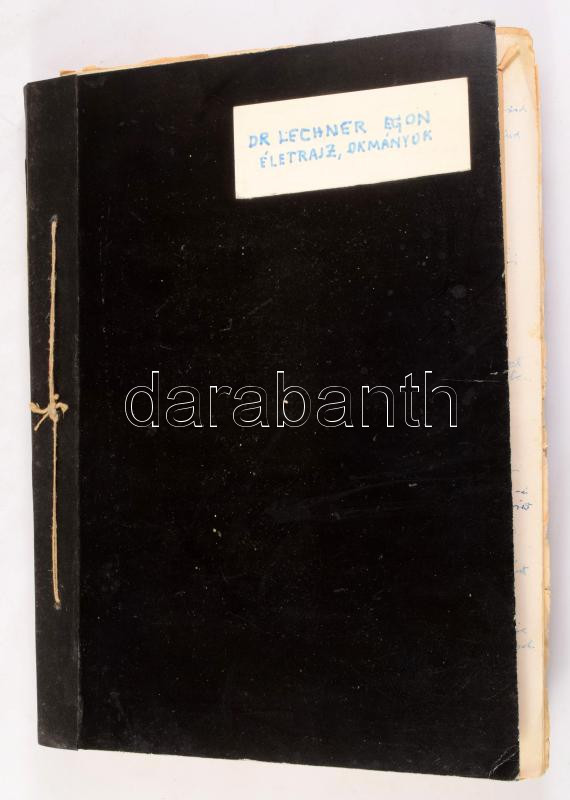 DR LECHNER EGON
ÉLETRAJZ, OKMÁNYOK
darabanth